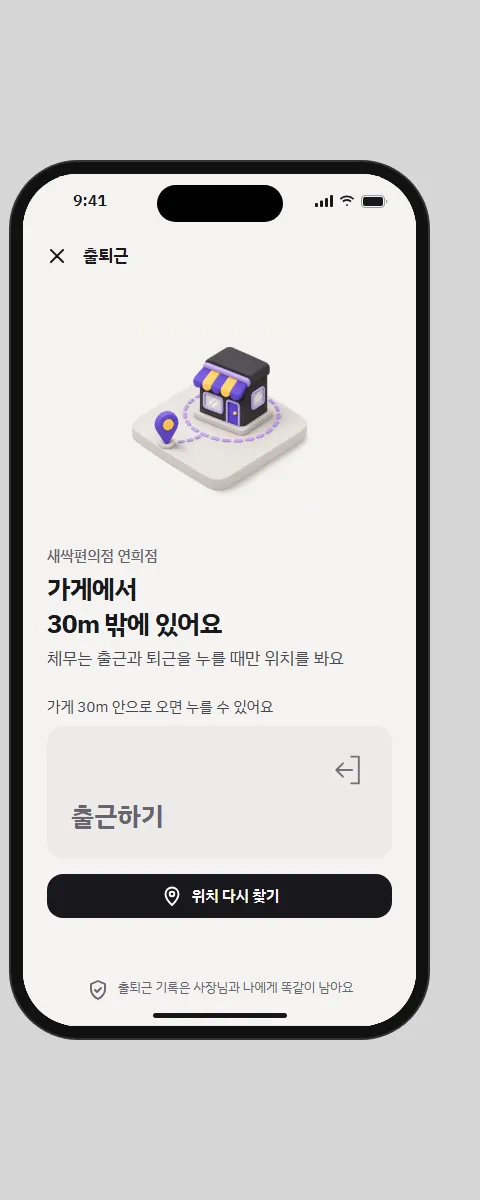 9:41
출퇴근
새싹편의점 연희점
가게에서
30m 밖에 있어요
체무는 출근과 퇴근을 누를 때만 위치를 봐요
가게 30m 안으로 오면 누를 수 있어요
출근하기
위치 다시 찾기
출퇴근 기록은 사장님과 나에게 똑같이 남아요